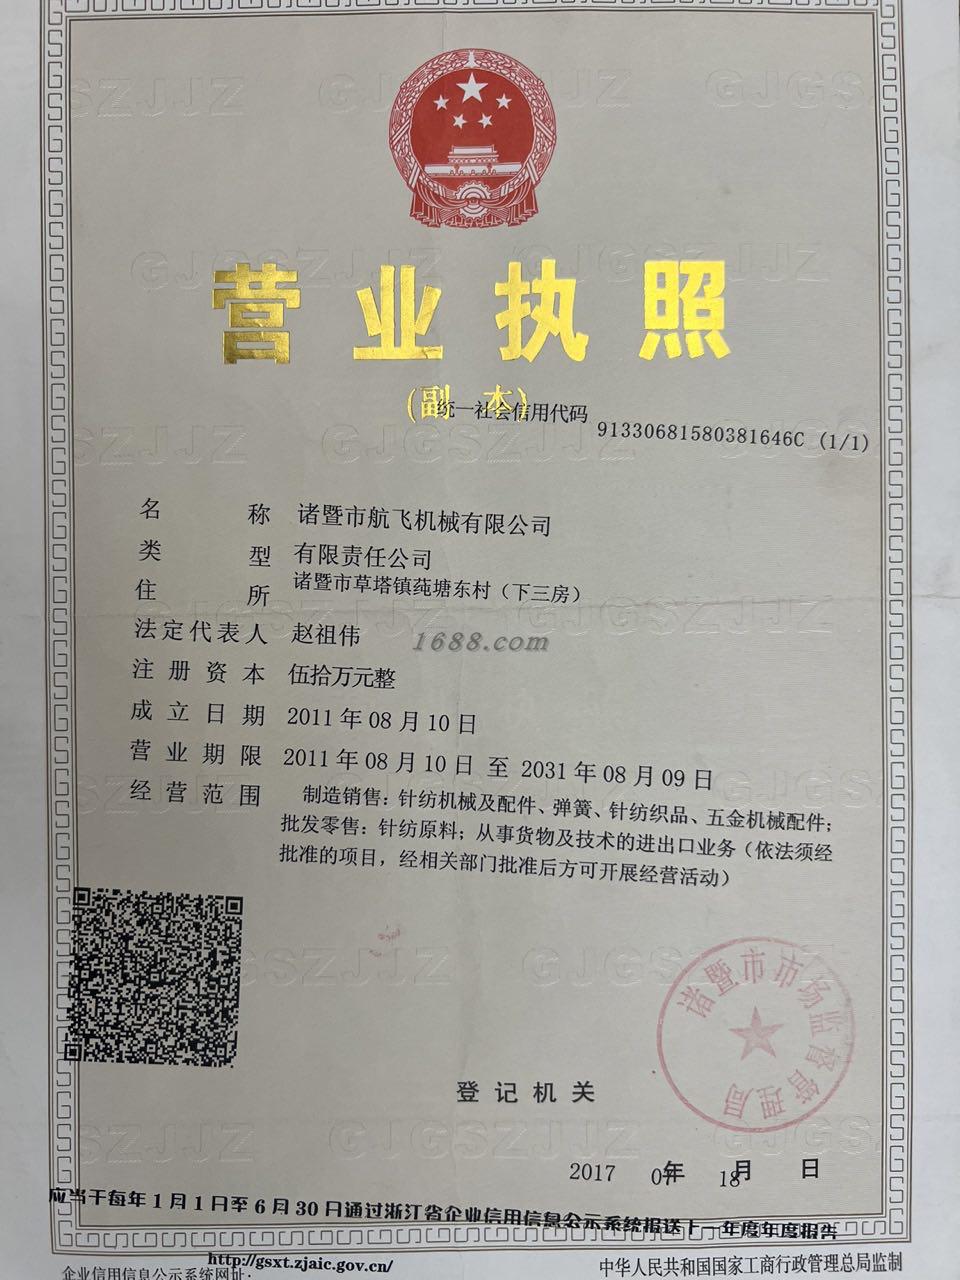 营业执照
(副 本)
统一社会信用代码
91330681580381646C (1/1)
名 称 诸暨市航飞机械有限公司
类 型 有限责任公司
住 所 诸暨市草塔镇莼塘东村（下三房）
法定代表人 赵祖伟
1688.com
注册资本 伍拾万元整
成立日期 2011年08月10日
营业期限 2011年08月10日 至 2031年08月09日
经营范围 制造销售：针纺机械及配件、弹簧、针纺织品、五金机械配件；
批发零售：针纺原料；从事货物及技术的进出口业务（依法须经
批准的项目，经相关部门批准后方可开展经营活动）
诸暨市市场监督管理局
登记机关
2017 年 18月 日
应当于每年1月1日至6月30日通过浙江省企业信用信息公示系统报送上一年度年度报告
http://gsxt.zjaic.gov.cn/
企业信用信息公示系统网址：
中华人民共和国国家工商行政管理总局监制